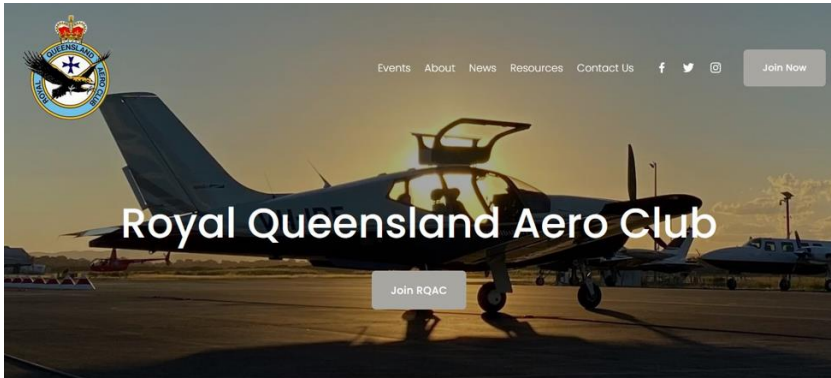 ROYAL QUEENSLAND AERO CLUB
Events About News Resources Contact Us Join Now
Royal Queensland Aero Club
Join RQAC